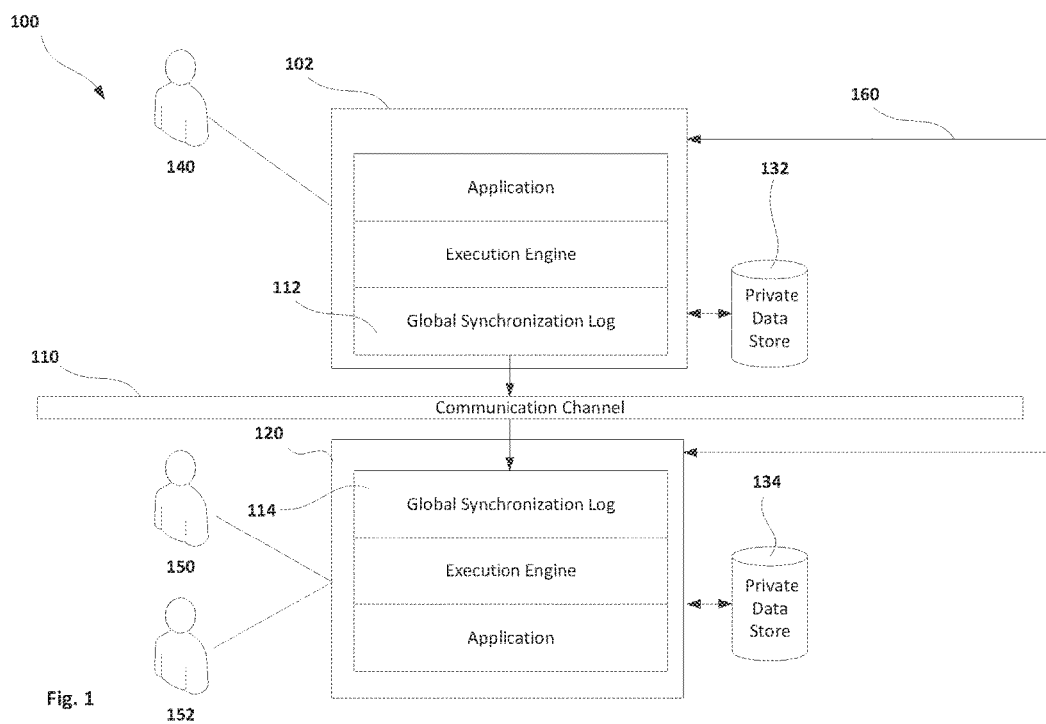 100
102
160
140
132
Application
Execution Engine
112
Global Synchronization Log
Private
Data
Store
110
Communication Channel
120
150
114
Global Synchronization Log
134
Execution Engine
Private
Data
Store
Application
152
Fig. 1